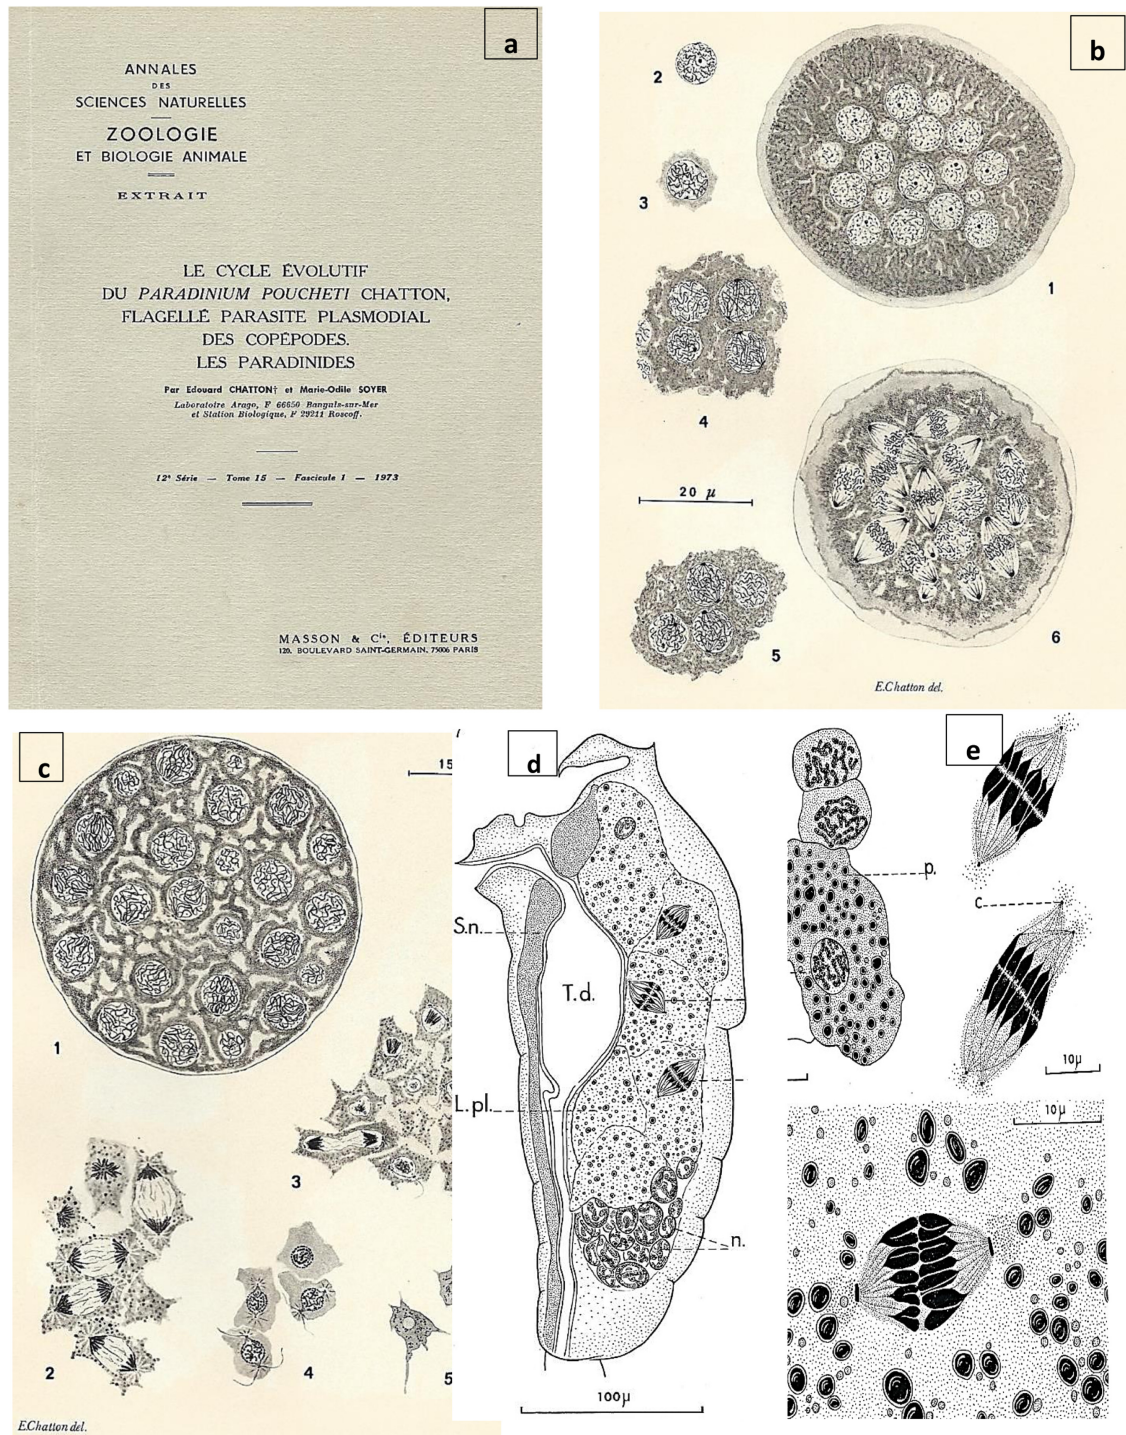 a
ANNALES
DES
SCIENCES NATURELLES
ZOOLOGIE
ET BIOLOGIE ANIMALE
EXTRAIT
LE CYCLE ÉVOLUTIF
DU PARADINIUM POUCHETI CHATTON,
FLAGELLÉ PARASITE PLASMODIAL
DES COPÉPODES.
LES PARADINIDES
Par Edouard CHATTON† et Marie-Odile SOYER
Laboratoire Arago, F 66650 Banyuls-sur-Mer
et Station Biologique, F 29211 Roscoff.
12e Série — Tome 15 — Fascicule 1 — 1973
MASSON & Cie, ÉDITEURS
120, BOULEVARD SAINT-GERMAIN, 75006 PARIS
b
2
3
1
4
20 µ
5
6
E.Chatton del.
c
15
1
3
2
4
5
E.Chatton del.
d
S.n.
T.d.
L.pl.
n.
100µ
e
p.
c
10µ
10µ